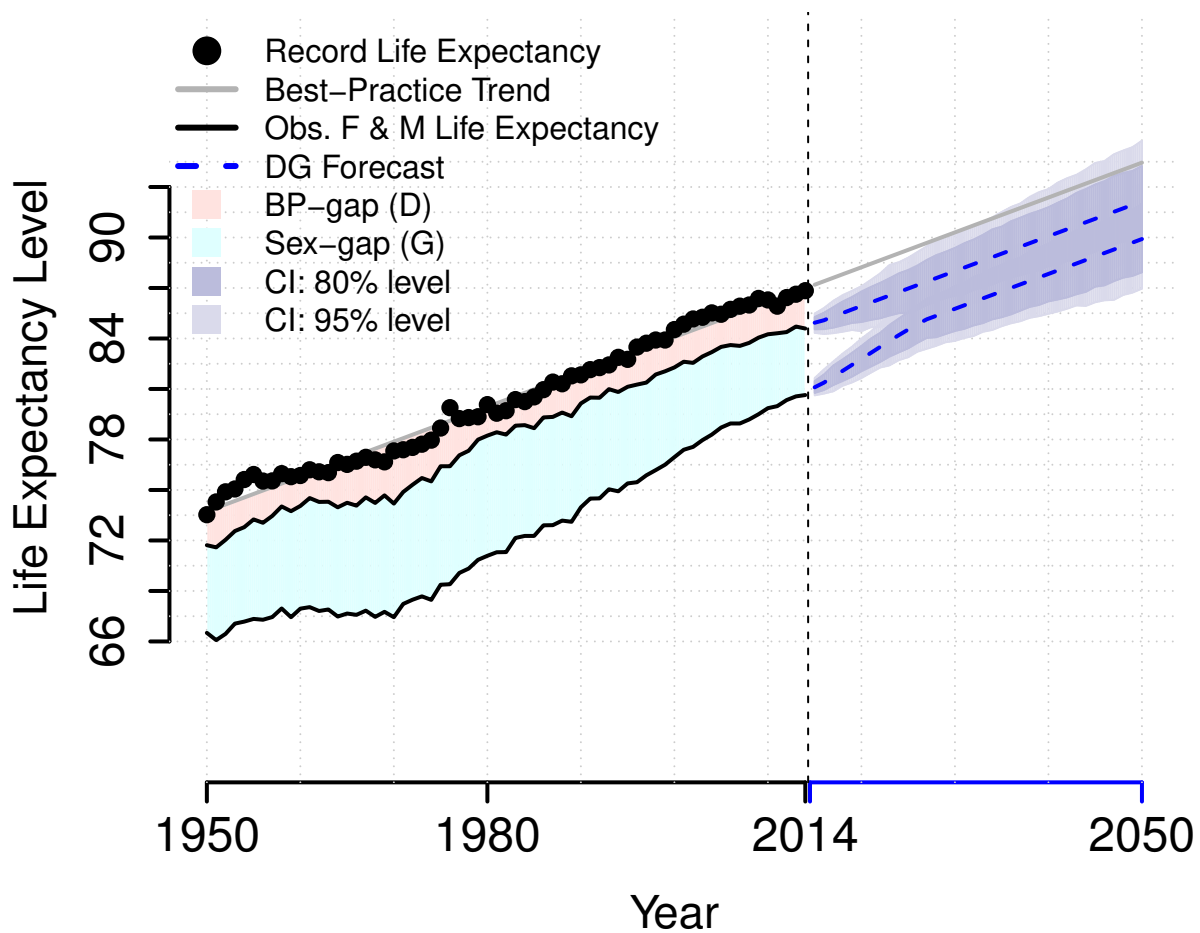 Record Life Expectancy
Best−Practice Trend
Obs. F & M Life Expectancy
DG Forecast
BP−gap (D)
Sex−gap (G)
CI: 80% level
CI: 95% level
Life Expectancy Level
90
84
78
72
66
1950 1980 2014 2050
Year